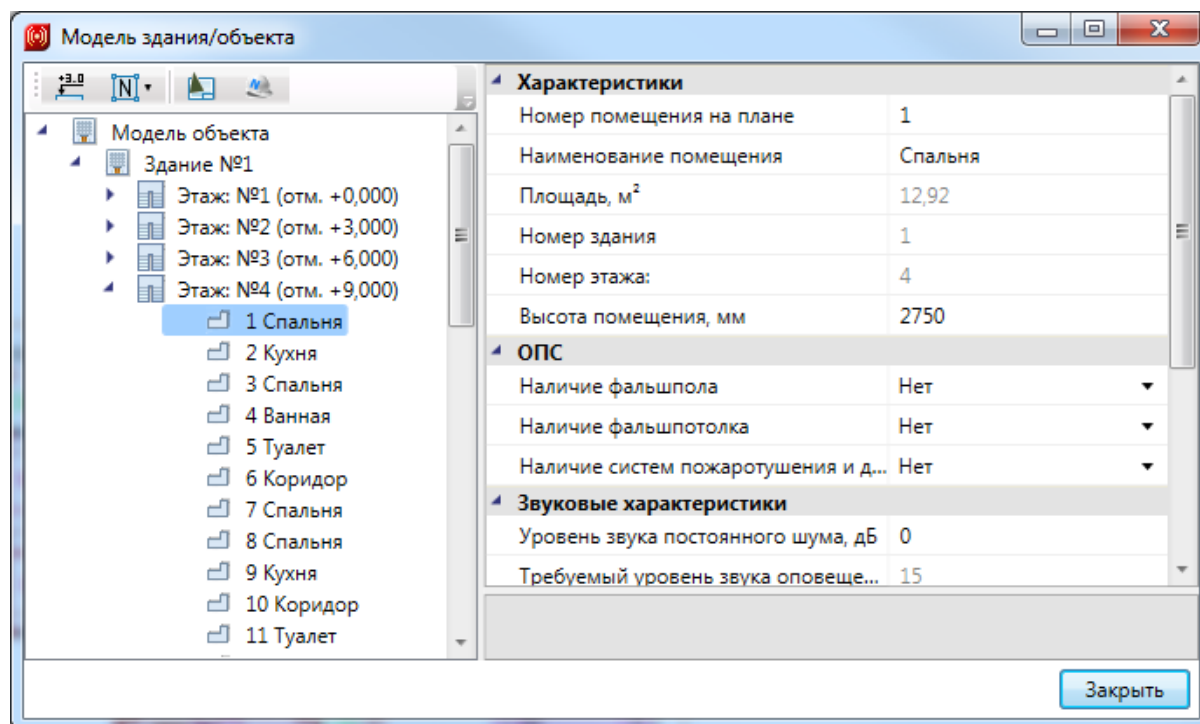 Модель здания/объекта
+3.0
N
Модель объекта
Здание №1
Этаж: №1 (отм. +0,000)
Этаж: №2 (отм. +3,000)
Этаж: №3 (отм. +6,000)
Этаж: №4 (отм. +9,000)
1 Спальня
2 Кухня
3 Спальня
4 Ванная
5 Туалет
6 Коридор
7 Спальня
8 Спальня
9 Кухня
10 Коридор
11 Туалет
Характеристики
Номер помещения на плане 1
Наименование помещения Спальня
Площадь, м² 12,92
Номер здания 1
Номер этажа: 4
Высота помещения, мм 2750
ОПС
Наличие фальшпола Нет
Наличие фальшпотолка Нет
Наличие систем пожаротушения и д... Нет
Звуковые характеристики
Уровень звука постоянного шума, дБ 0
Требуемый уровень звука оповеще... 15
Закрыть